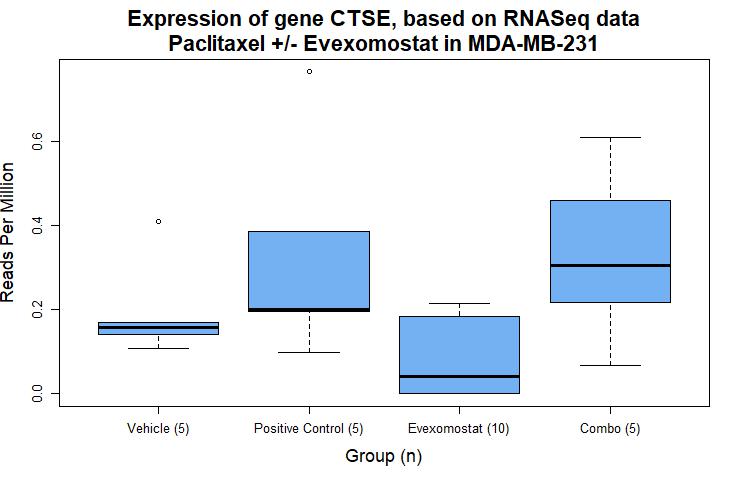 Expression of gene CTSE, based on RNASeq data
Paclitaxel +/- Evexomostat in MDA-MB-231
Reads Per Million
0.6
0.4
0.2
0.0
Vehicle (5)
Positive Control (5)
Evexomostat (10)
Combo (5)
Group (n)